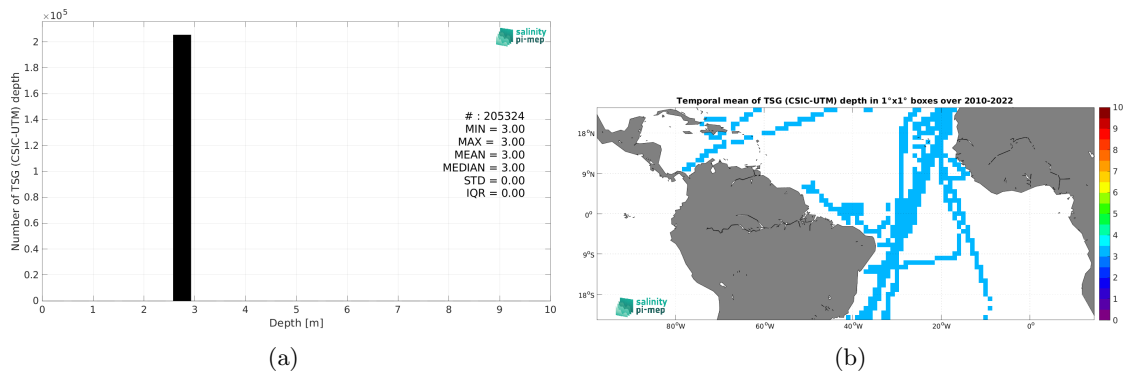 ×10⁵
2
1.8
1.6
1.4
1.2
1
0.8
0.6
0.4
0.2
0
Number of TSG (CSIC-UTM) depth
0 1 2 3 4 5 6 7 8 9 10
Depth [m]
salinity
pi-mep
# : 205324
MIN = 3.00
MAX = 3.00
MEAN = 3.00
MEDIAN = 3.00
STD = 0.00
IQR = 0.00
(a)
Temporal mean of TSG (CSIC-UTM) depth in 1°x1° boxes over 2010-2022
18°N
9°N
0°
9°S
18°S
80°W 60°W 40°W 20°W 0°
salinity
pi-mep
10
9
8
7
6
5
4
3
2
1
0
(b)